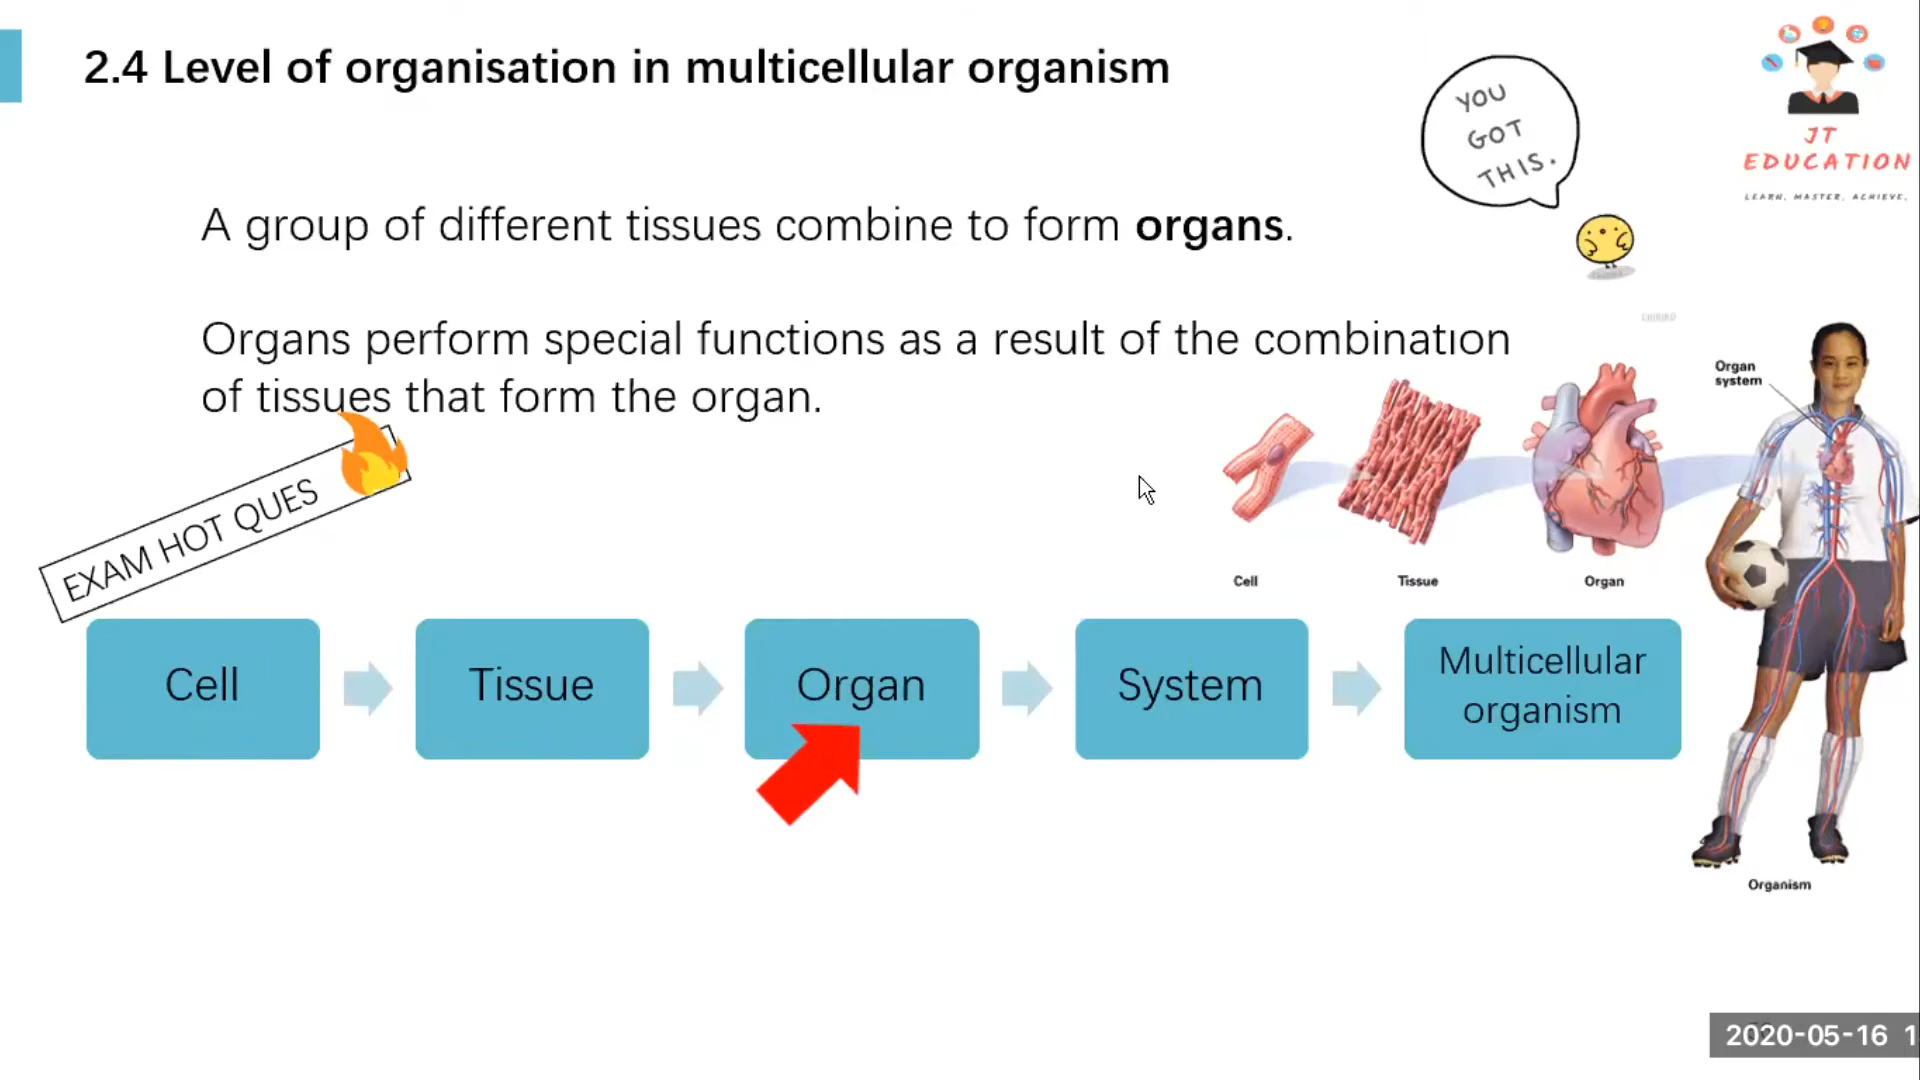 2.4 Level of organisation in multicellular organism
YOU
GOT
THIS.
JT
EDUCATION
LEARN. MASTER. ACHIEVE.
A group of different tissues combine to form organs.
Organs perform special functions as a result of the combination
of tissues that form the organ.
EXAM HOT QUES
Organ
system
Cell
Tissue
Organ
Cell
Tissue
Organ
System
Multicellular
organism
Organism
2020-05-16 1